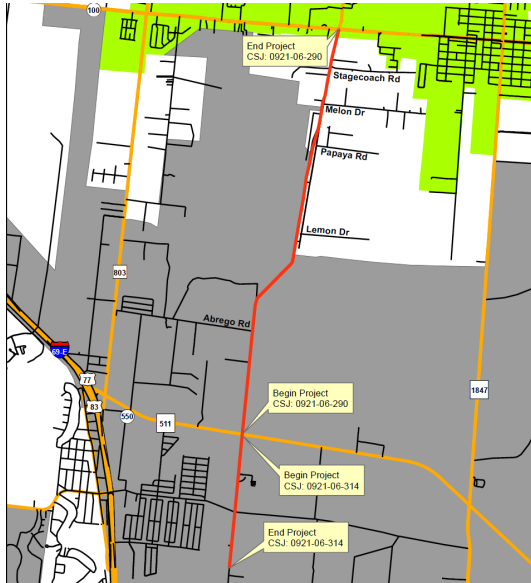 100
End Project
CSJ: 0921-06-290
Stagecoach Rd
Melon Dr
Papaya Rd
Lemon Dr
803
Abrego Rd
69-E
77
83
550
511
1847
Begin Project
CSJ: 0921-06-290
Begin Project
CSJ: 0921-06-314
End Project
CSJ: 0921-06-314